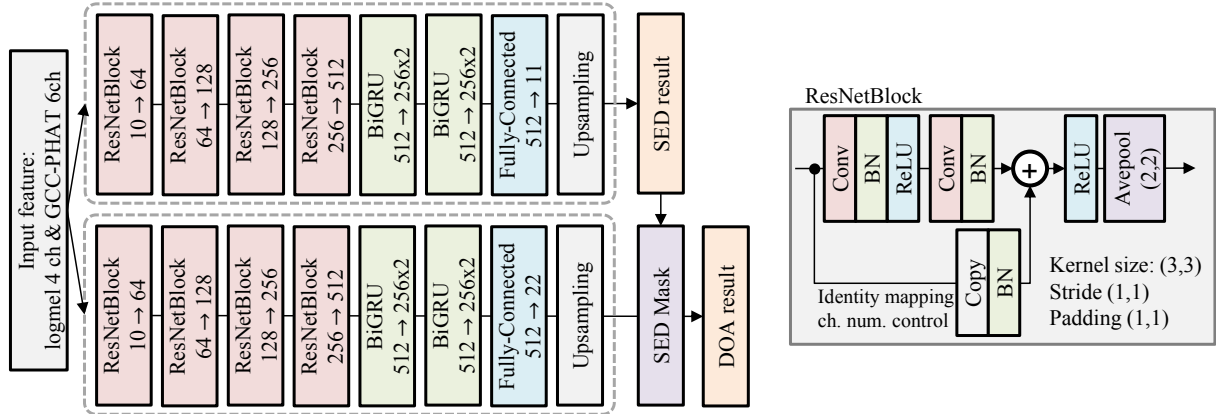 Input feature:
logmel 4 ch & GCC-PHAT 6ch
ResNetBlock
10 → 64
ResNetBlock
64 → 128
ResNetBlock
128 → 256
ResNetBlock
256 → 512
BiGRU
512 → 256x2
BiGRU
512 → 256x2
Fully-Connected
512 → 11
Upsampling
SED result
ResNetBlock
10 → 64
ResNetBlock
64 → 128
ResNetBlock
128 → 256
ResNetBlock
256 → 512
BiGRU
512 → 256x2
BiGRU
512 → 256x2
Fully-Connected
512 → 22
Upsampling
SED Mask
DOA result
ResNetBlock
Conv
BN
ReLU
Conv
BN
+
ReLU
Avepool
(2,2)
Copy
BN
Identity mapping
ch. num. control
Kernel size: (3,3)
Stride (1,1)
Padding (1,1)